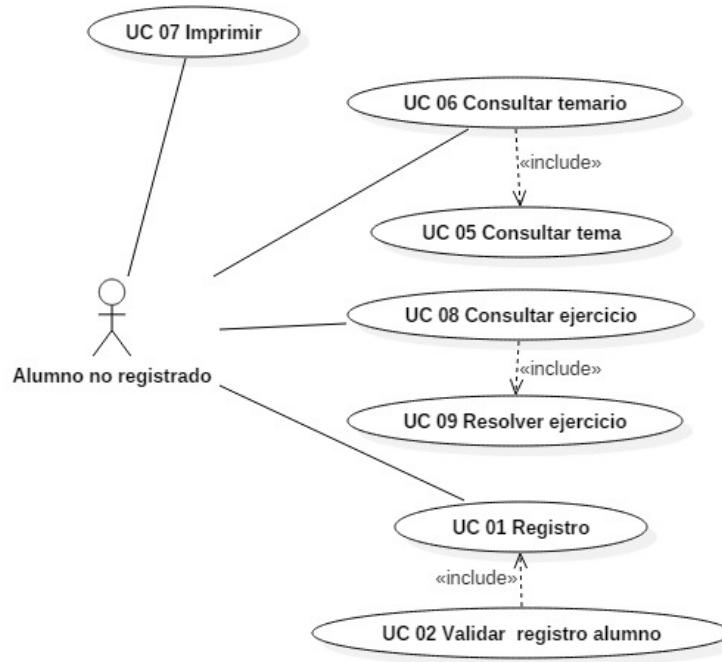 UC 07 Imprimir
UC 06 Consultar temario
«include»
UC 05 Consultar tema
UC 08 Consultar ejercicio
«include»
Alumno no registrado
UC 09 Resolver ejercicio
UC 01 Registro
«include»
UC 02 Validar  registro alumno